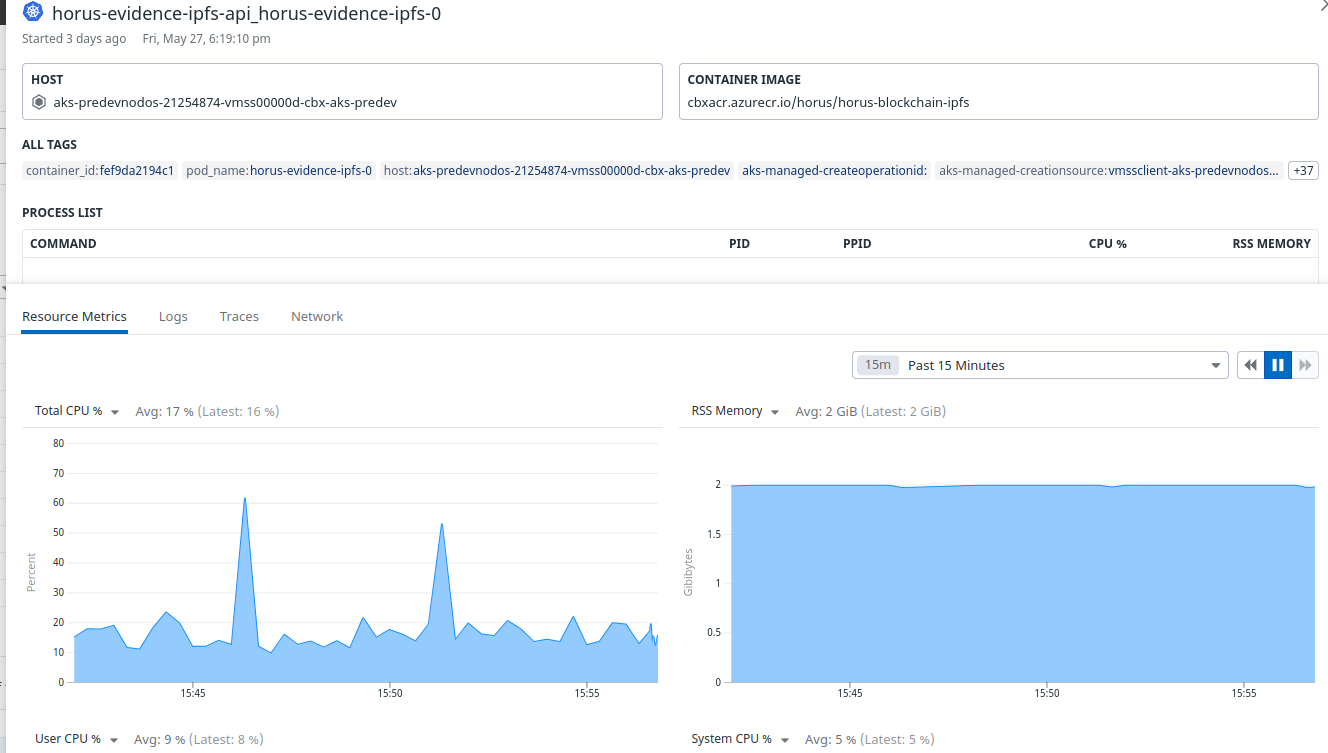 horus-evidence-ipfs-api_horus-evidence-ipfs-0
Started 3 days ago Fri, May 27, 6:19:10 pm
HOST
aks-predevnodos-21254874-vmss00000d-cbx-aks-predev
CONTAINER IMAGE
cbxacr.azurecr.io/horus/horus-blockchain-ipfs
ALL TAGS
container_id:fef9da2194c1 pod_name:horus-evidence-ipfs-0 host:aks-predevnodos-21254874-vmss00000d-cbx-aks-predev aks-managed-createoperationid: aks-managed-creationsource:vmssclient-aks-predevnodos... +37
PROCESS LIST
COMMAND PID PPID CPU % RSS MEMORY
Resource Metrics Logs Traces Network
15m Past 15 Minutes
Total CPU % Avg: 17 % (Latest: 16 %)
80
70
60
50
40
30
20
10
0
Percent
15:45 15:50 15:55
RSS Memory Avg: 2 GiB (Latest: 2 GiB)
2
1.5
1
0.5
0
Gibibytes
15:45 15:50 15:55
User CPU % Avg: 9 % (Latest: 8 %)
System CPU % Avg: 5 % (Latest: 5 %)